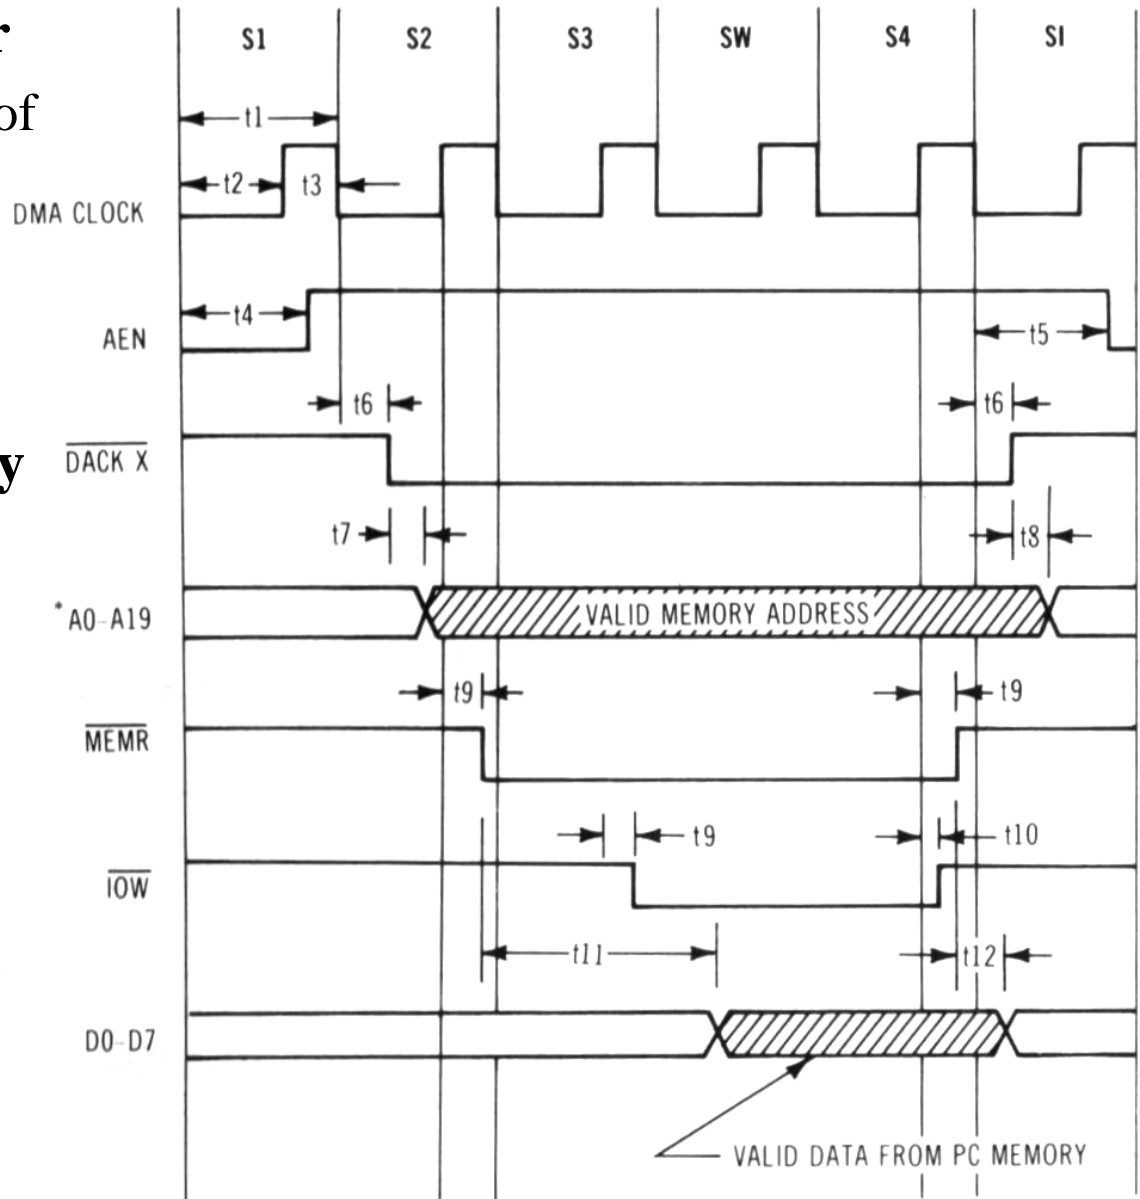 r
of
y
S1 S2 S3 SW S4 SI
t1
t2 t3
DMA CLOCK
t4
AEN
t5
t6 t6
DACK X
t7 t8
*A0-A19 VALID MEMORY ADDRESS
t9 t9
MEMR
t9 t10
IOW
t11 t12
D0-D7
VALID DATA FROM PC MEMORY